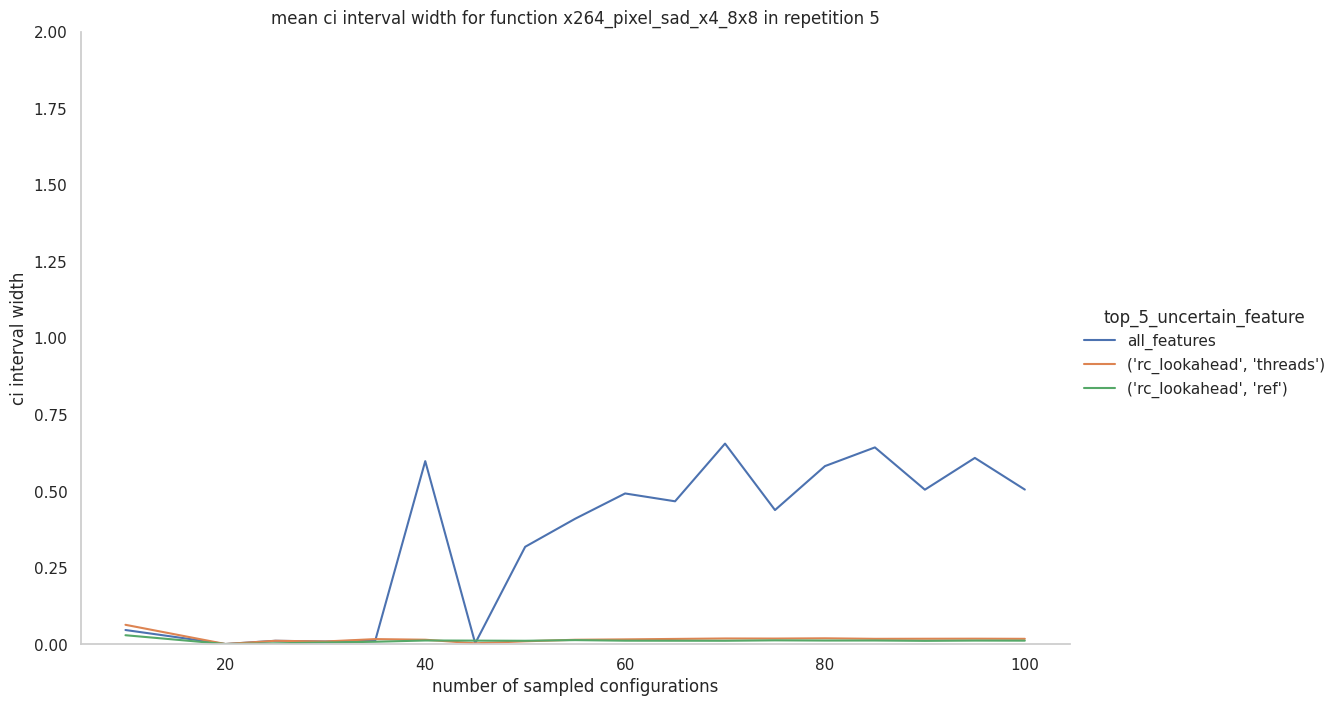 mean ci interval width for function x264_pixel_sad_x4_8x8 in repetition 5
2.00
1.75
1.50
1.25
1.00
0.75
0.50
0.25
0.00
ci interval width
20
40
60
80
100
number of sampled configurations
top_5_uncertain_feature
all_features
('rc_lookahead', 'threads')
('rc_lookahead', 'ref')